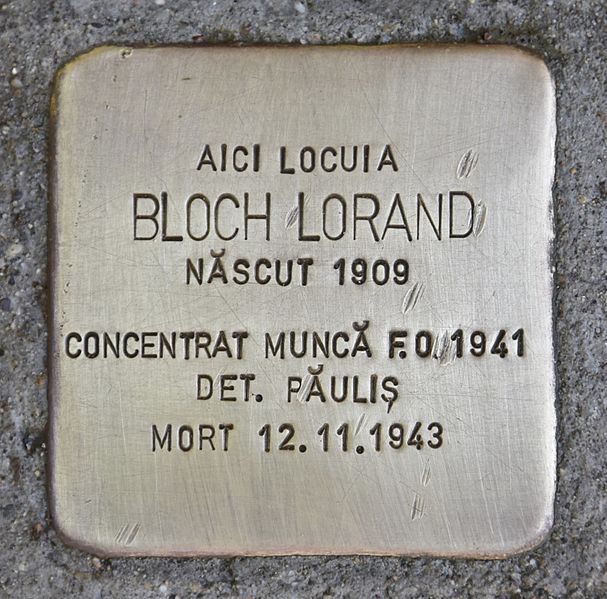 AICI LOCUIA
BLOCH LORAND
NĂSCUT 1909
CONCENTRAT MUNCĂ F.O. 1941
DET. PĂULIȘ
MORT 12.11.1943